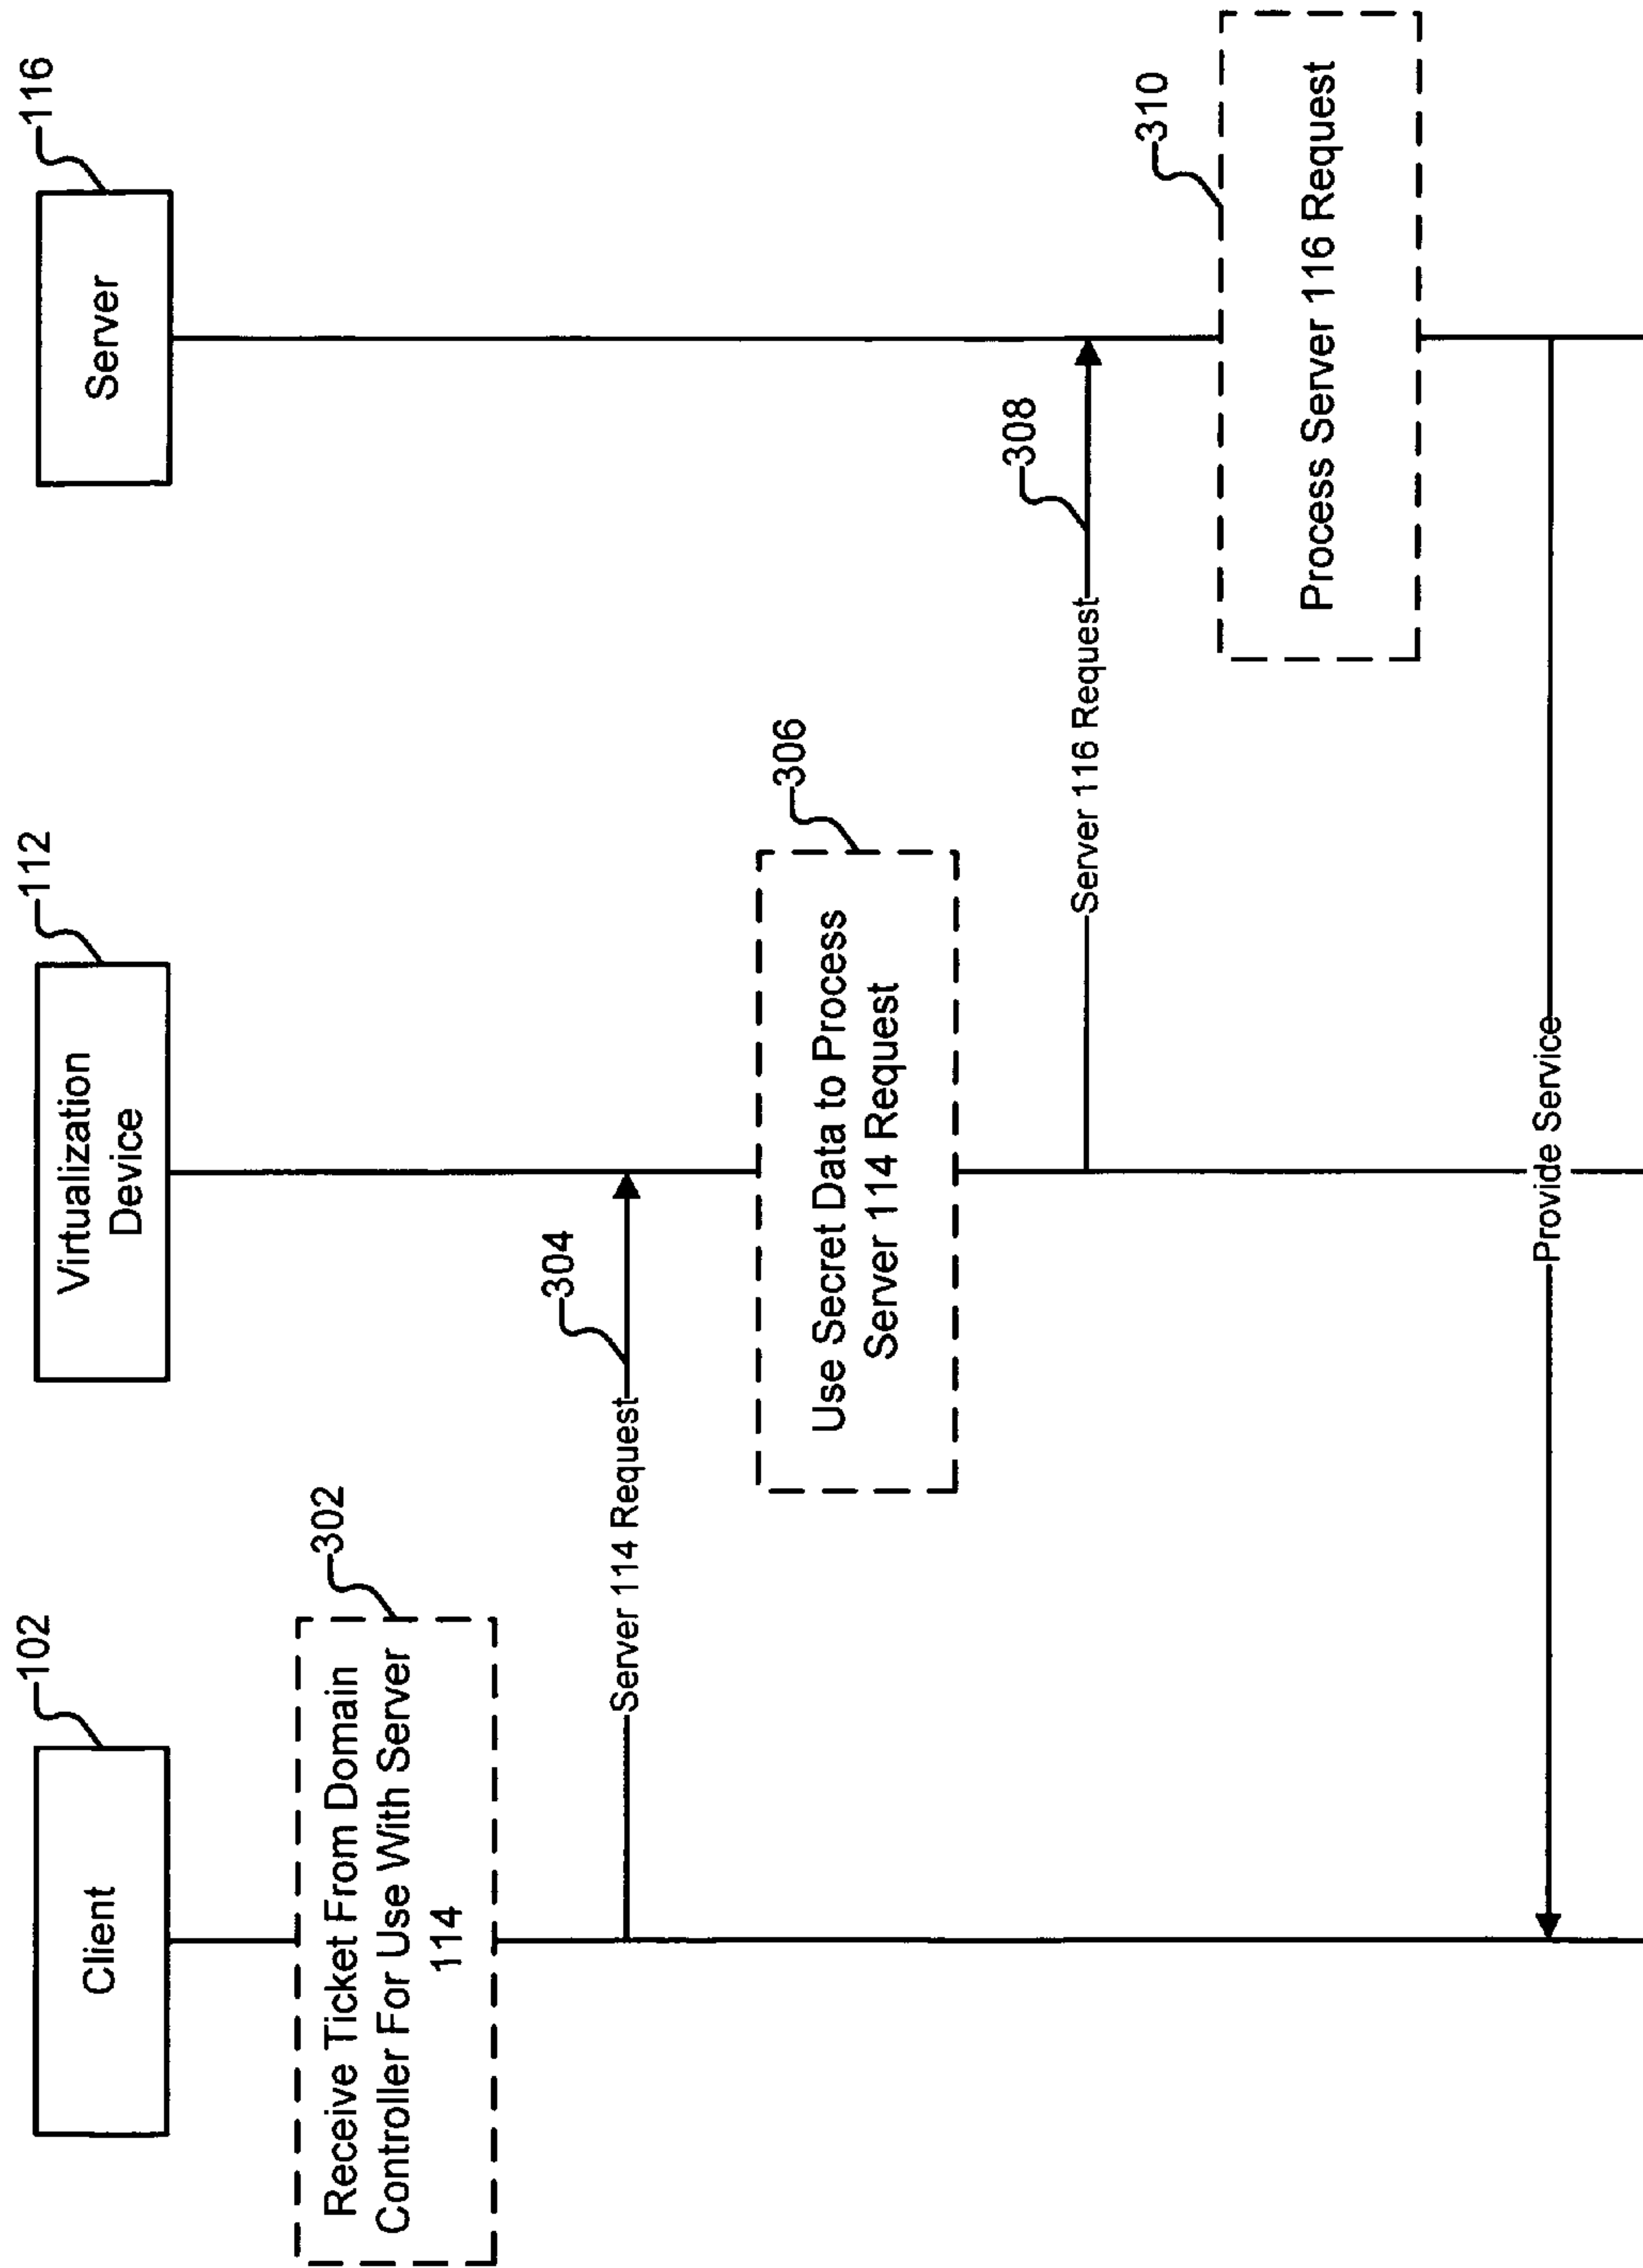 Client
102
Virtualization
Device
112
Server
116
Receive Ticket From Domain
Controller For Use With Server
114
302
Server 114 Request
304
Use Secret Data to Process
Server 114 Request
306
Server 116 Request
308
Process Server 116 Request
310
Provide Service